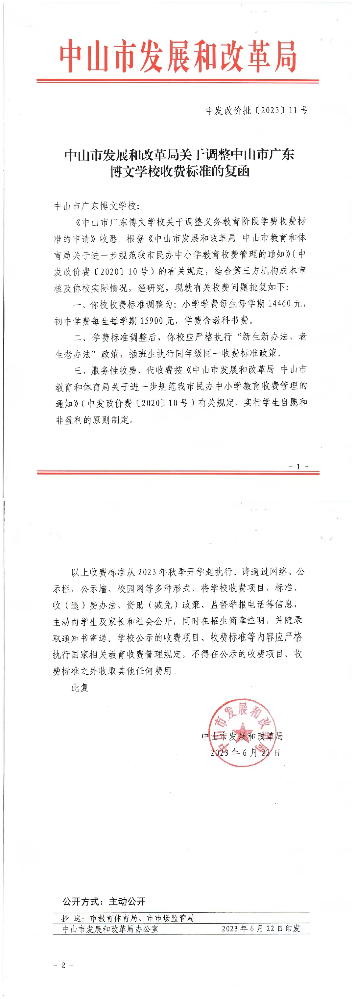 中山市发展和改革局
中发改价批〔2023〕11号
中山市发展和改革局关于调整中山市广东
博文学校收费标准的复函
中山市广东博文学校：
《中山市广东博文学校关于调整义务教育阶段学费收费标
准的申请》收悉。根据《中山市发展和改革局 中山市教育和体
育局关于进一步规范我市民办中小学教育收费管理的通知》（中
发改价费〔2020〕10号）的有关规定，结合第三方机构成本审
核及你校实际情况，经研究，现就有关收费问题批复如下：
一、你校收费标准调整为：小学学费每生每学期14460元，
初中学费每生每学期15900元，学费含教科书费。
二、学费标准调整后，你校应严格执行“新生新办法、老
生老办法”政策，插班生执行同年级同一收费标准政策。
三、服务性收费、代收费按《中山市发展和改革局 中山市
教育和体育局关于进一步规范我市民办中小学教育收费管理的
通知》（中发改价费〔2020〕10号）有关规定，实行学生自愿和
非盈利的原则制定。
- 1 -
以上收费标准从2023年秋季开学起执行。请通过网络、公
示栏、公示墙、校园网等多种形式，将学校收费项目、标准、
收（退）费办法、资助（减免）政策、监督举报电话等信息，
主动向学生及家长和社会公开，同时在招生简章注明，并随录
取通知书寄送。学校公示的收费项目、收费标准等内容应严格
执行国家相关教育收费管理规定，不得在公示的收费项目、收
费标准之外收取其他任何费用。
此复
中山市发展和改革局
中山市发展和改革局
2023年6月22日
公开方式：主动公开
抄 送：市教育体育局、市市场监管局
中山市发展和改革局办公室 2023年6月22日印发
- 2 -